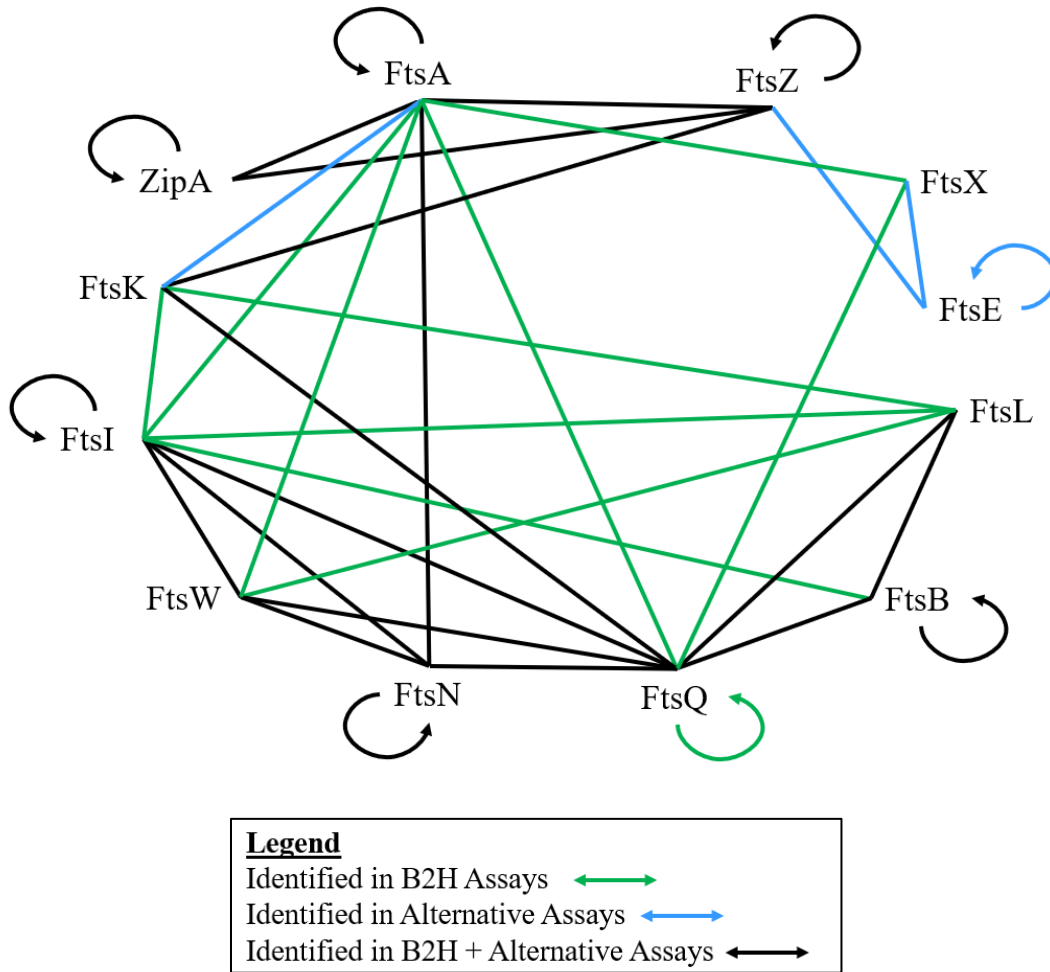 FtsA
FtsZ
ZipA
FtsX
FtsK
FtsE
FtsI
FtsL
FtsW
FtsB
FtsN
FtsQ
Legend
Identified in B2H Assays
Identified in Alternative Assays
Identified in B2H + Alternative Assays